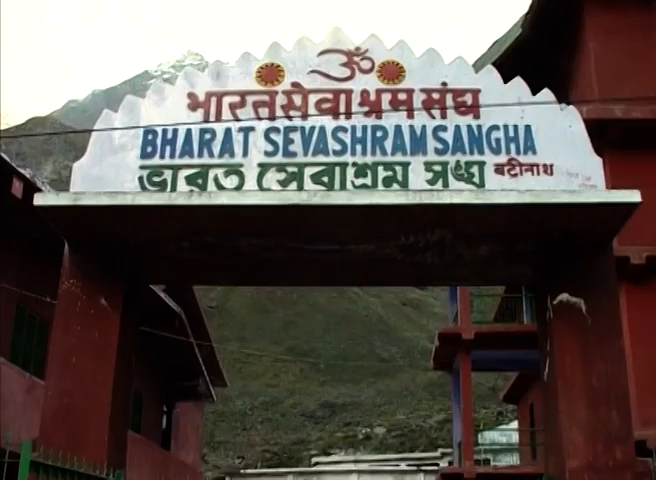 ॐ
भारत सेवाश्रम संघ
BHARAT SEVASHRAM SANGHA
ভারত সেবাশ্রম সঙ্ঘ बद्रीनाथ